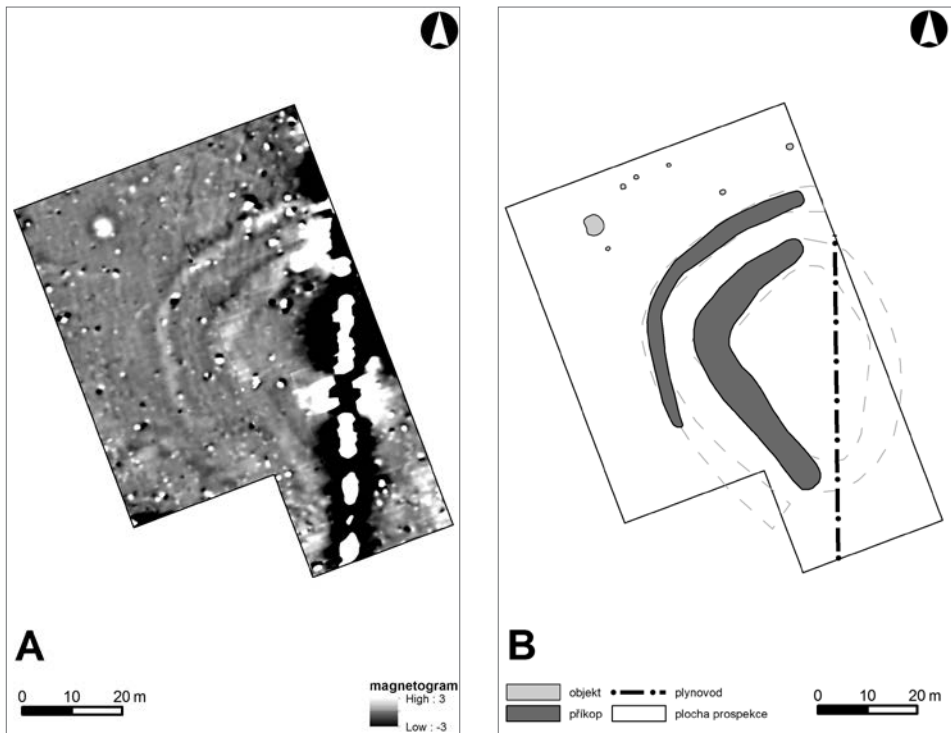 A
0 10 20 m
magnetogram
High : 3
Low : -3
B
objekt
plynovod
příkop
plocha prospekce
0 10 20 m